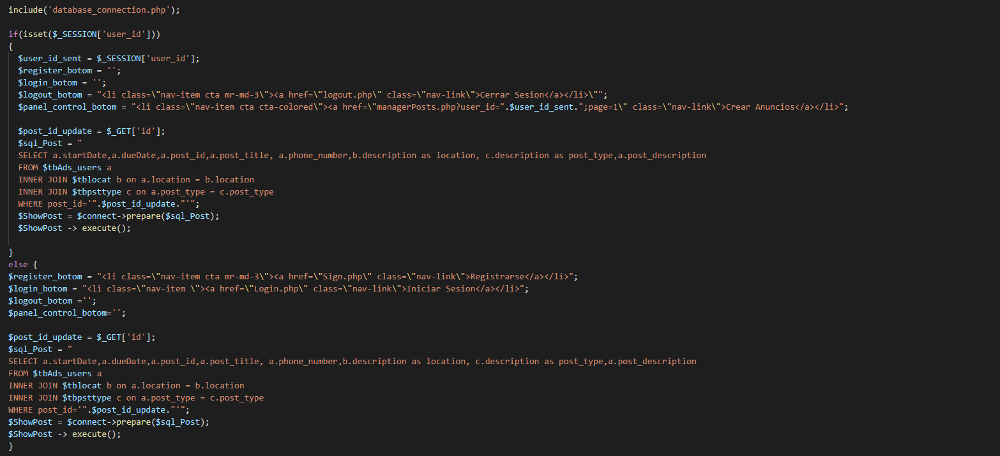 include('database_connection.php');
if(isset($_SESSION['user_id']))
{
$user_id_sent = $_SESSION['user_id'];
$register_botom = '';
$login_botom = '';
$logout_botom = "<li class=\"nav-item cta mr-md-3\"><a href=\"logout.php\" class=\"nav-link\">Cerrar Sesion</a></li>\"";
$panel_control_botom = "<li class=\"nav-item cta cta-colored\"><a href=\"managerPosts.php?user_id=".$user_id_sent.";page=1\" class=\"nav-link\">Crear Anuncios</a></li>";
$post_id_update = $_GET['id'];
$sql_Post = "
SELECT a.startDate,a.dueDate,a.post_id,a.post_title, a.phone_number,b.description as location, c.description as post_type,a.post_description
FROM $tbAds_users a
INNER JOIN $tblocat b on a.location = b.location
INNER JOIN $tbpsttype c on a.post_type = c.post_type
WHERE post_id='".$post_id_update."'";
$ShowPost = $connect->prepare($sql_Post);
$ShowPost -> execute();
}
else {
$register_botom = "<li class=\"nav-item cta mr-md-3\"><a href=\"Sign.php\" class=\"nav-link\">Registrarse</a></li>";
$login_botom = "<li class=\"nav-item \"><a href=\"Login.php\" class=\"nav-link\">Iniciar Sesion</a></li>";
$logout_botom ='';
$panel_control_botom='';
$post_id_update = $_GET['id'];
$sql_Post = "
SELECT a.startDate,a.dueDate,a.post_id,a.post_title, a.phone_number,b.description as location, c.description as post_type,a.post_description
FROM $tbAds_users a
INNER JOIN $tblocat b on a.location = b.location
INNER JOIN $tbpsttype c on a.post_type = c.post_type
WHERE post_id='".$post_id_update."'";
$ShowPost = $connect->prepare($sql_Post);
$ShowPost -> execute();
}